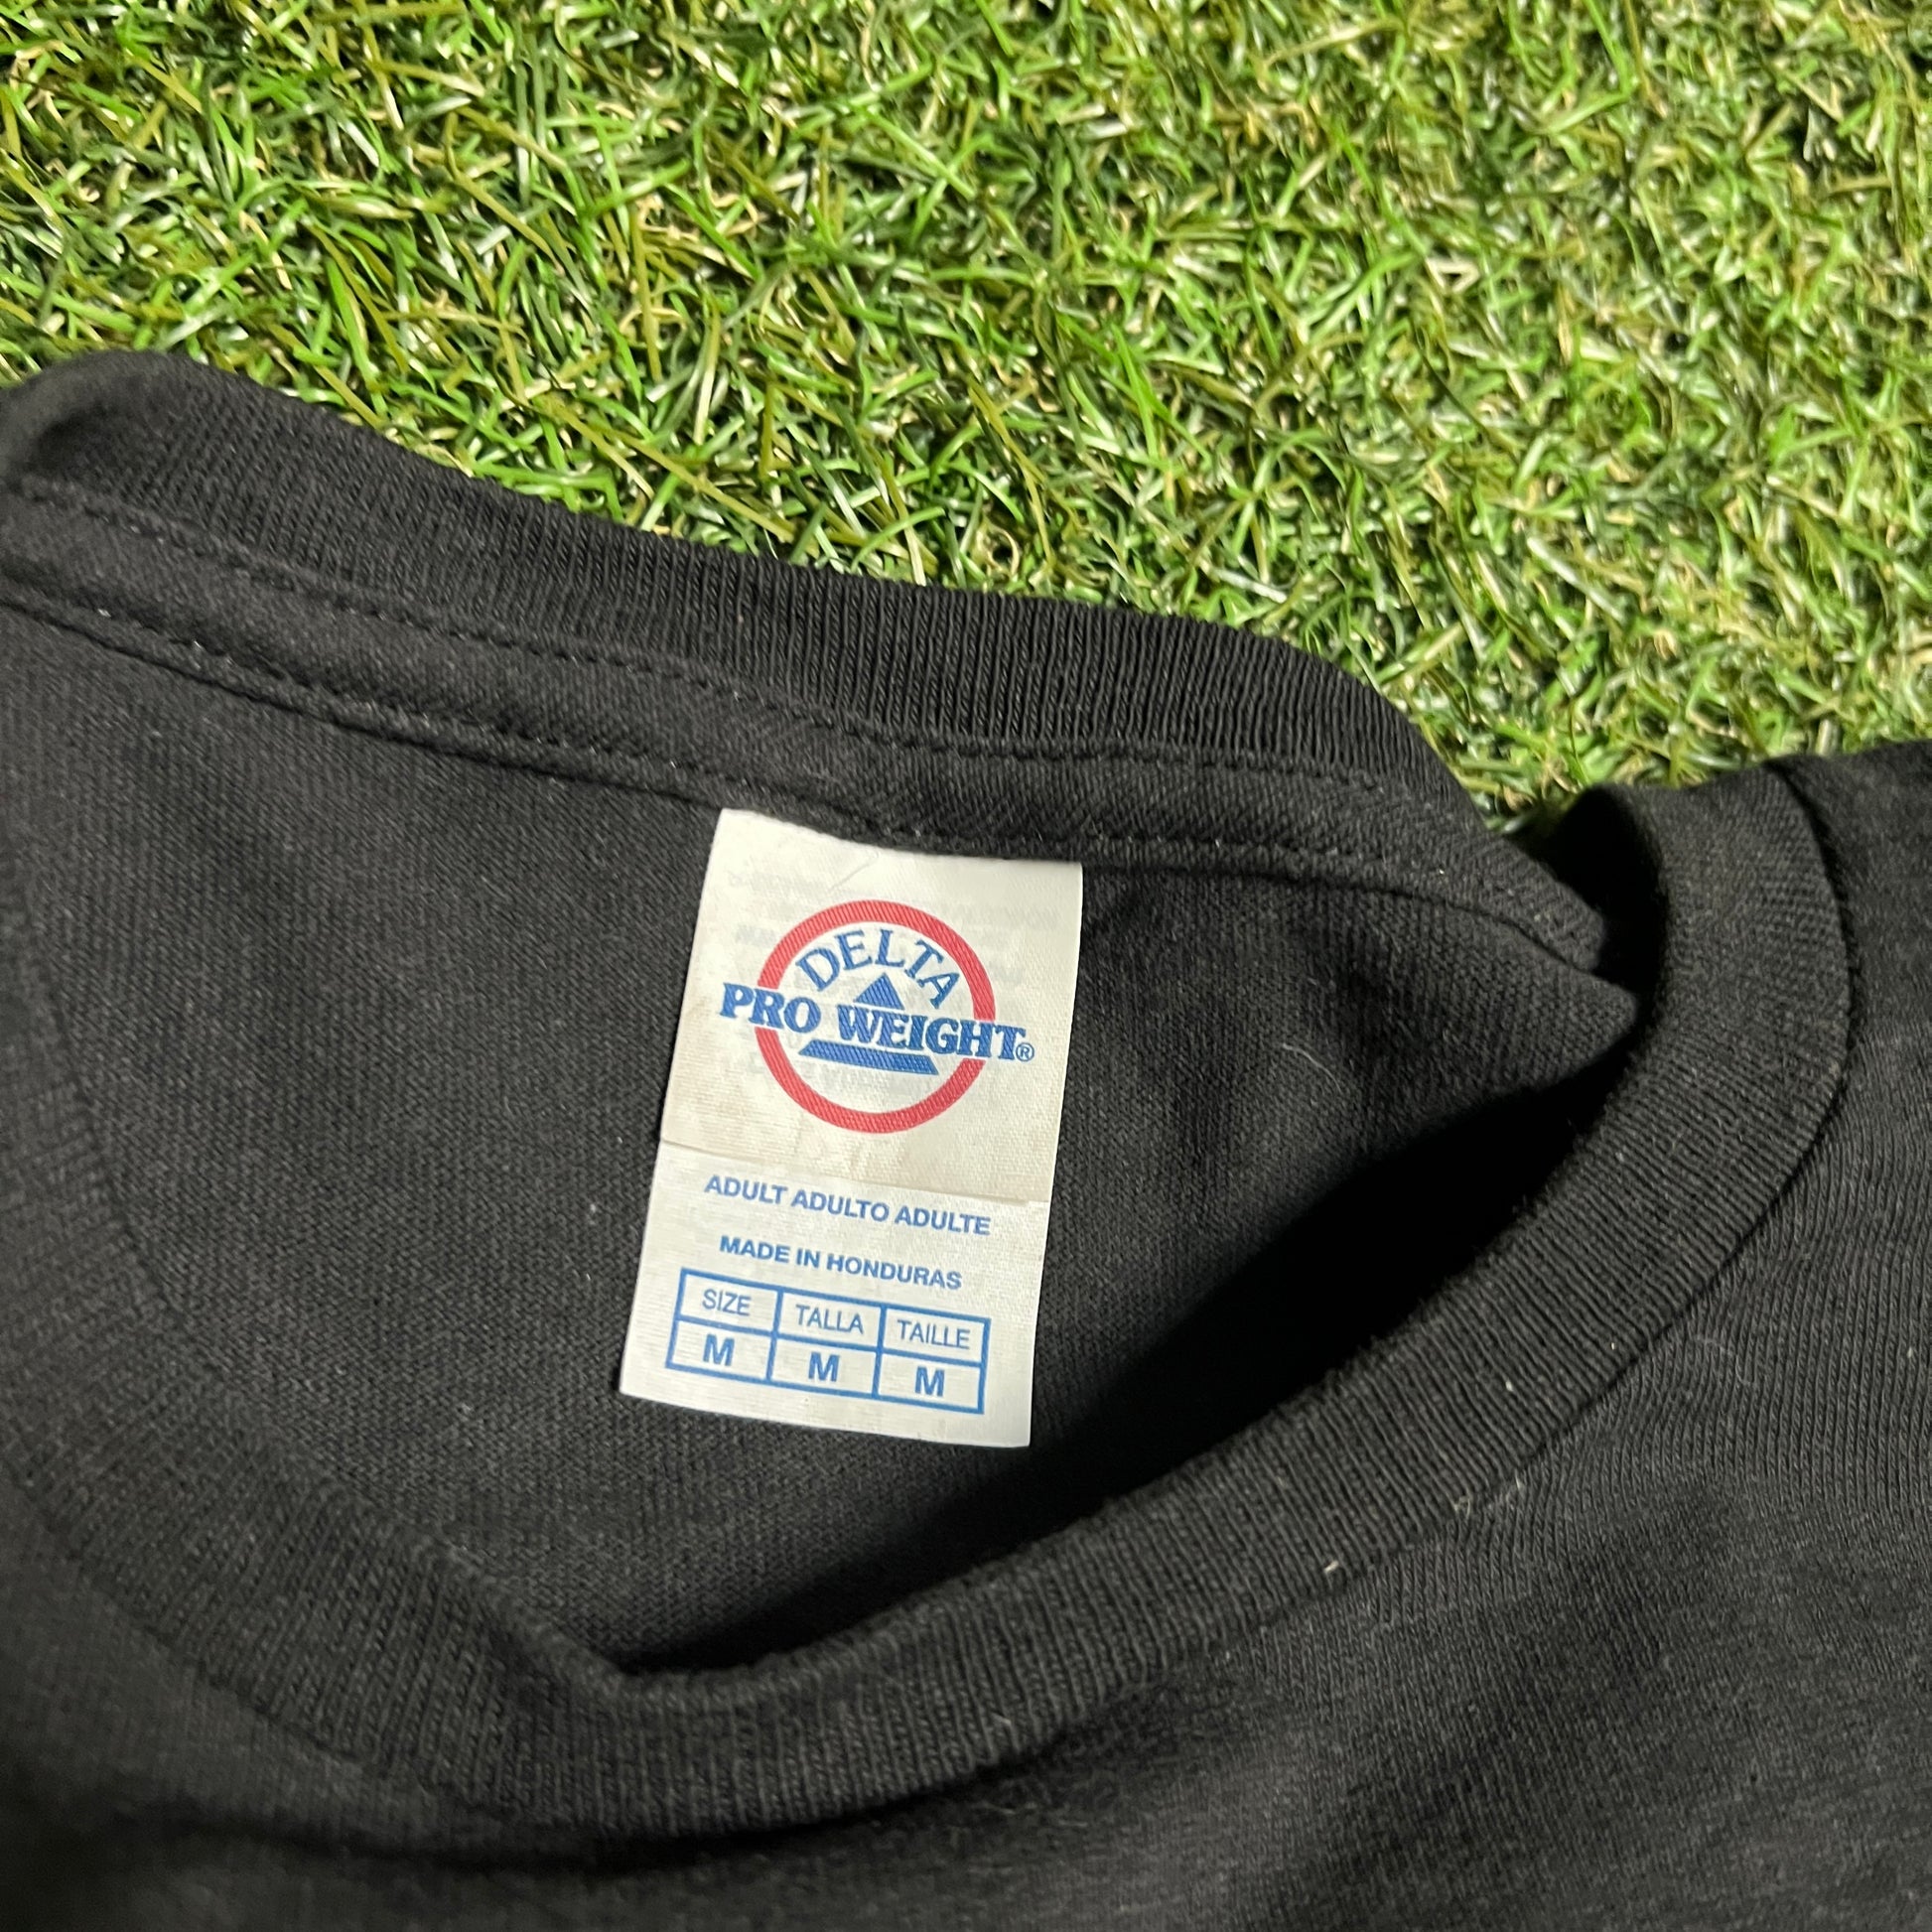 DELTA
PRO WEIGHT®
ADULT ADULTO ADULTE
MADE IN HONDURAS
SIZE TALLA TAILLE
M M M